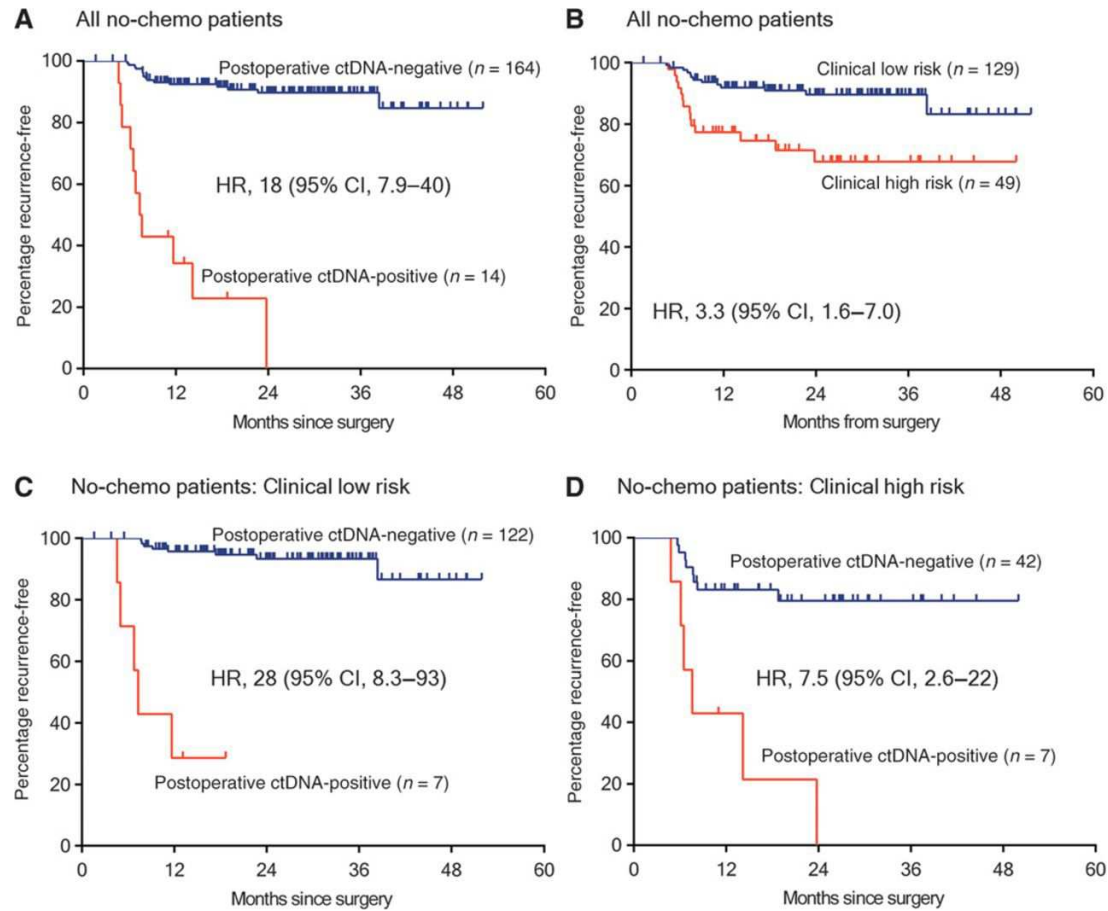 A All no-chemo patients
100
80
60
40
20
0
0 12 24 36 48 60
Percentage recurrence-free
Months since surgery
Postoperative ctDNA-negative (n = 164)
HR, 18 (95% CI, 7.9–40)
Postoperative ctDNA-positive (n = 14)
B All no-chemo patients
100
80
60
40
20
0
0 12 24 36 48 60
Percentage recurrence-free
Months from surgery
Clinical low risk (n = 129)
Clinical high risk (n = 49)
HR, 3.3 (95% CI, 1.6–7.0)
C No-chemo patients: Clinical low risk
100
80
60
40
20
0
0 12 24 36 48 60
Percentage recurrence-free
Months since surgery
Postoperative ctDNA-negative (n = 122)
HR, 28 (95% CI, 8.3–93)
Postoperative ctDNA-positive (n = 7)
D No-chemo patients: Clinical high risk
100
80
60
40
20
0
0 12 24 36 48 60
Percentage recurrence-free
Months from surgery
Postoperative ctDNA-negative (n = 42)
HR, 7.5 (95% CI, 2.6–22)
Postoperative ctDNA-positive (n = 7)